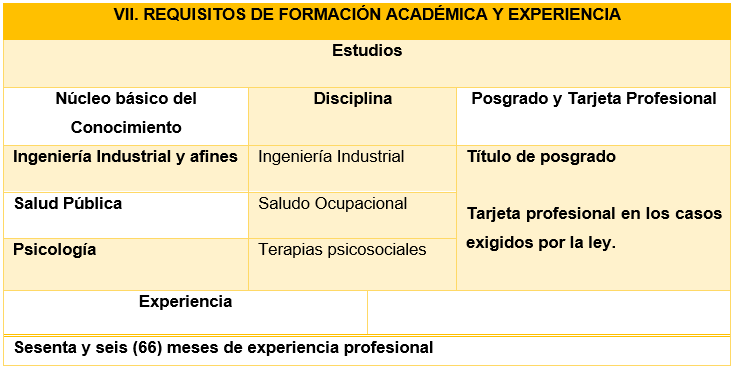 VII. REQUISITOS DE FORMACIÓN ACADÉMICA Y EXPERIENCIA
Estudios
Núcleo básico del
Conocimiento
Disciplina
Posgrado y Tarjeta Profesional
Ingeniería Industrial y afines
Ingeniería Industrial
Título de posgrado
Salud Pública
Saludo Ocupacional
Tarjeta profesional en los casos
exigidos por la ley.
Psicología
Terapias psicosociales
Experiencia
Sesenta y seis (66) meses de experiencia profesional